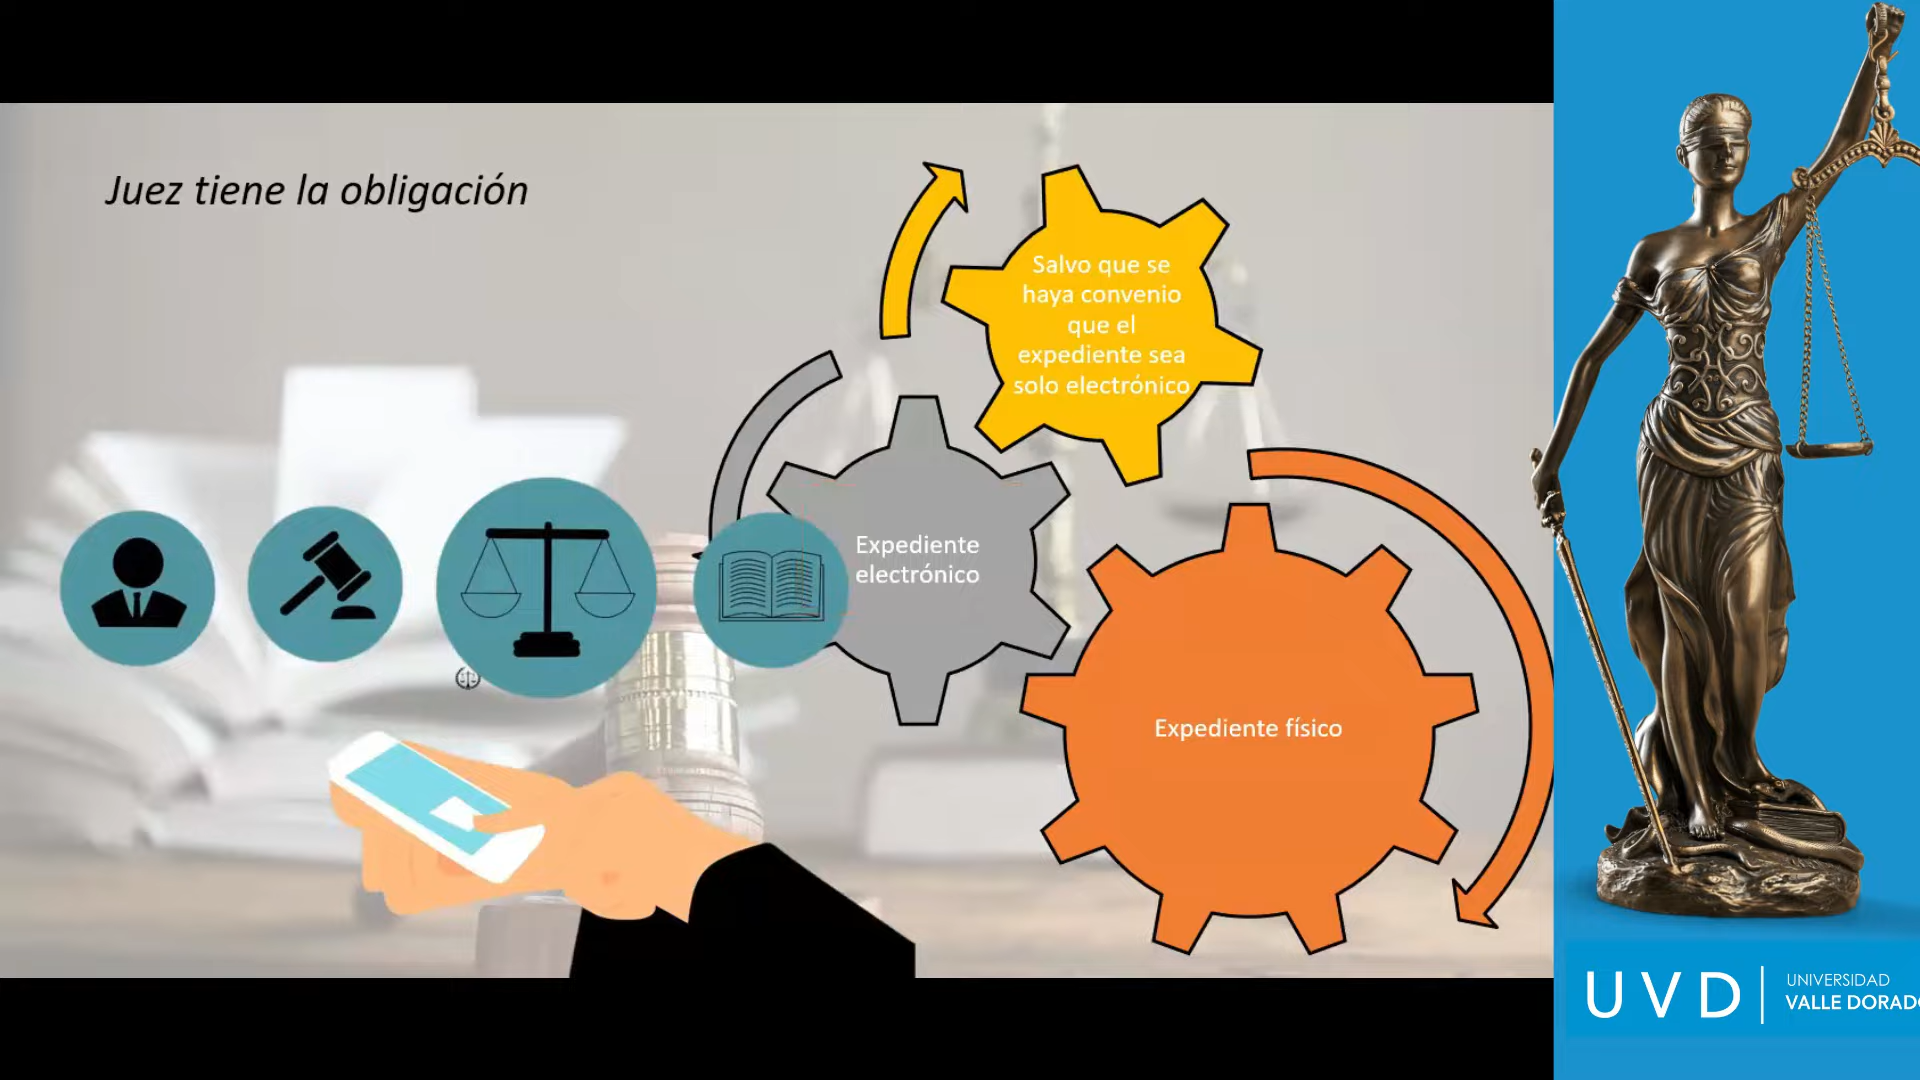 Juez tiene la obligación
Salvo que se
haya convenio
que el
expediente sea
solo electrónico
Expediente
electrónico
Expediente físico
UVD
UNIVERSIDAD
VALLE DORADO